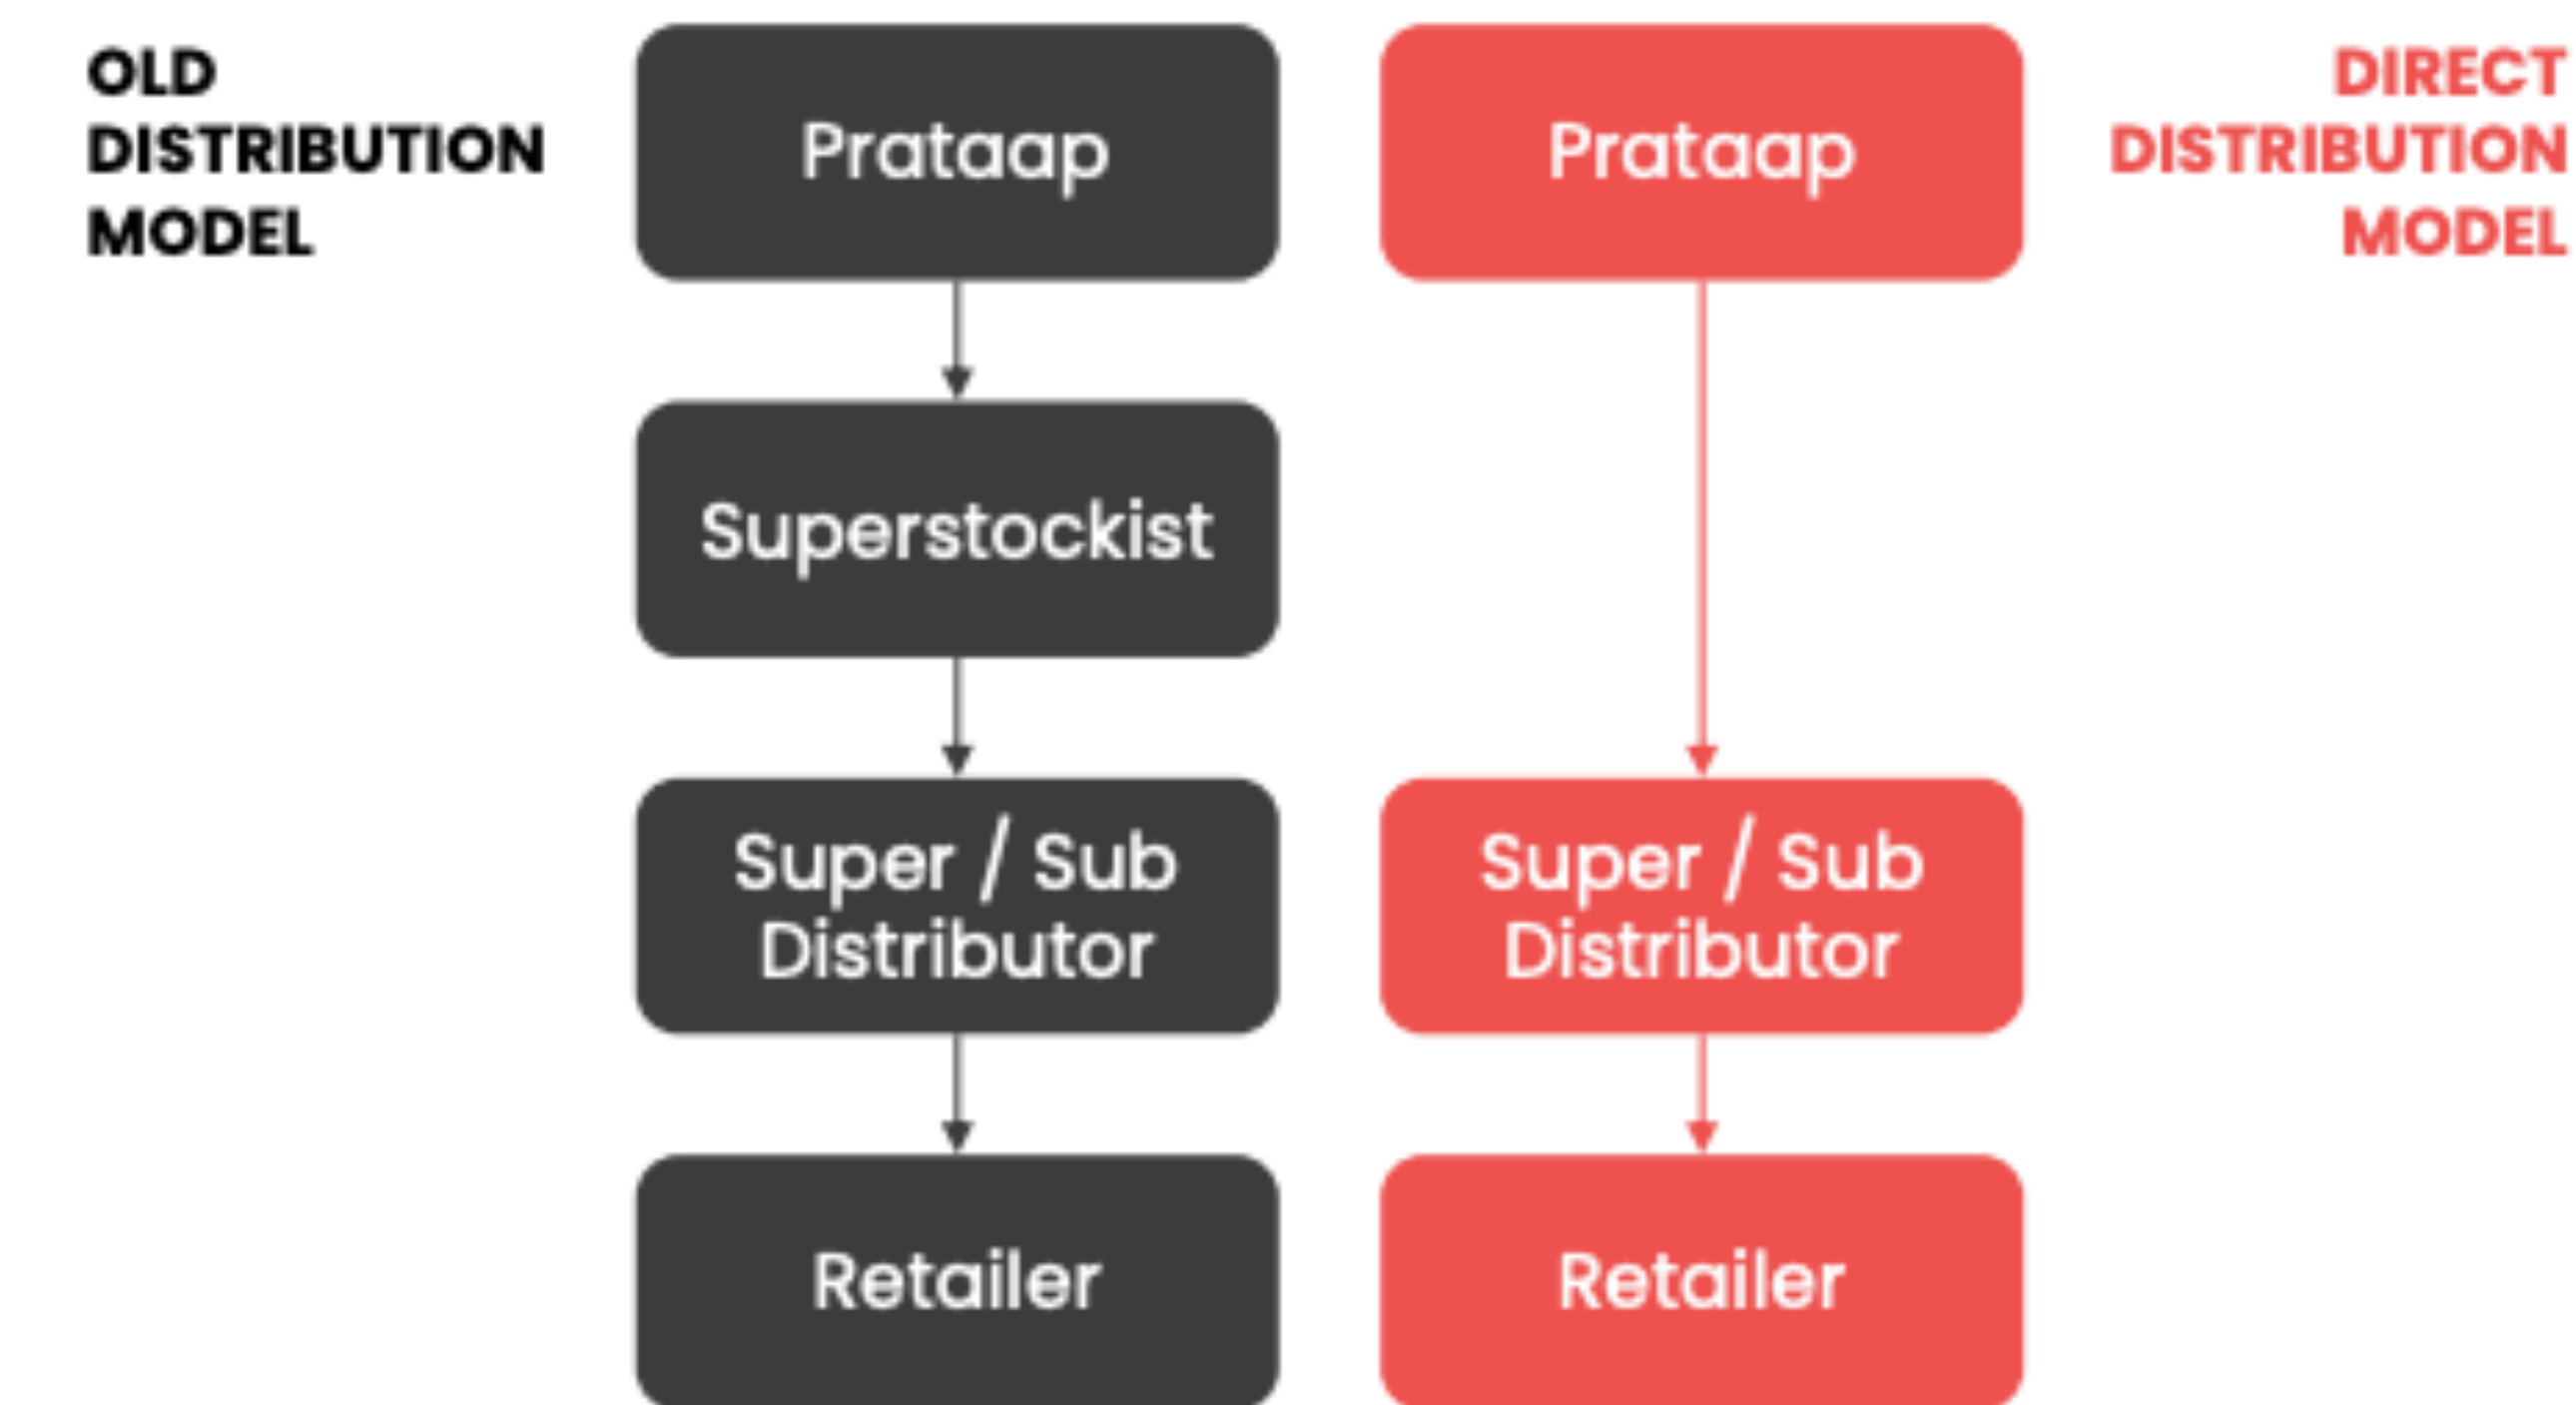 OLD
DISTRIBUTION
MODEL
Prataap
Superstockist
Super / Sub
Distributor
Retailer
Prataap
Super / Sub
Distributor
Retailer
DIRECT
DISTRIBUTION
MODEL